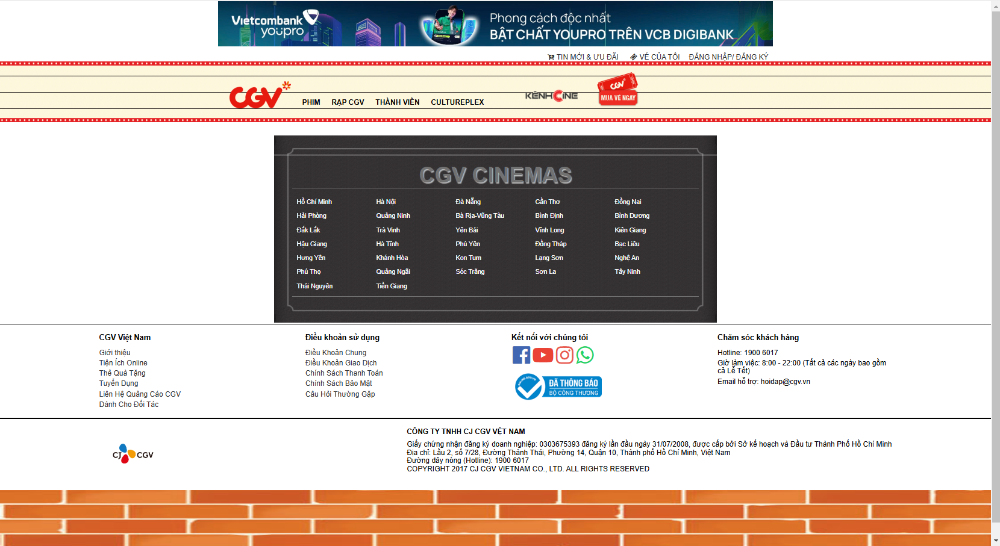 Vietcombank
youpro
Phong cách độc nhất
BẬT CHẤT YOUPRO TRÊN VCB DIGIBANK
TIN MỚI & ƯU ĐÃI VÉ CỦA TÔI ĐĂNG NHẬP/ ĐĂNG KÝ
CGV PHIM RẠP CGV THÀNH VIÊN CULTUREPLEX KÊNH CINE CGV MUA VÉ NGAY
CGV CINEMAS
Hồ Chí Minh Hà Nội Đà Nẵng Cần Thơ Đồng Nai
Hải Phòng Quảng Ninh Bà Rịa-Vũng Tàu Bình Định Bình Dương
Đắk Lắk Trà Vinh Yên Bái Vĩnh Long Kiên Giang
Hậu Giang Hà Tĩnh Phú Yên Đồng Tháp Bạc Liêu
Hưng Yên Khánh Hòa Kon Tum Lạng Sơn Nghệ An
Phú Thọ Quảng Ngãi Sóc Trăng Sơn La Tây Ninh
Thái Nguyên Tiền Giang
CGV Việt Nam
Giới thiệu
Tiện Ích Online
Thẻ Quà Tặng
Tuyển Dụng
Liên Hệ Quảng Cáo CGV
Dành Cho Đối Tác
Điều khoản sử dụng
Điều Khoản Chung
Điều Khoản Giao Dịch
Chính Sách Thanh Toán
Chính Sách Bảo Mật
Câu Hỏi Thường Gặp
Kết nối với chúng tôi
ONLINE.GOV.VN
ĐÃ THÔNG BÁO
BỘ CÔNG THƯƠNG
Chăm sóc khách hàng
Hotline: 1900 6017
Giờ làm việc: 8:00 - 22:00 (Tất cả các ngày bao gồm
cả Lễ Tết)
Email hỗ trợ: hoidap@cgv.vn
CJ CGV
CÔNG TY TNHH CJ CGV VỆT NAM
Giấy chứng nhận đăng ký doanh nghiệp: 0303675393 đăng ký lần đầu ngày 31/07/2008, được cấp bởi Sở kế hoạch và Đầu tư Thành Phố Hồ Chí Minh
Địa chỉ: Lầu 2, số 7/28, Đường Thành Thái, Phường 14, Quận 10, Thành phố Hồ Chí Minh, Việt Nam
Đường dây nóng (Hotline): 1900 6017
COPYRIGHT 2017 CJ CGV VIETNAM CO., LTD. ALL RIGHTS RESERVED